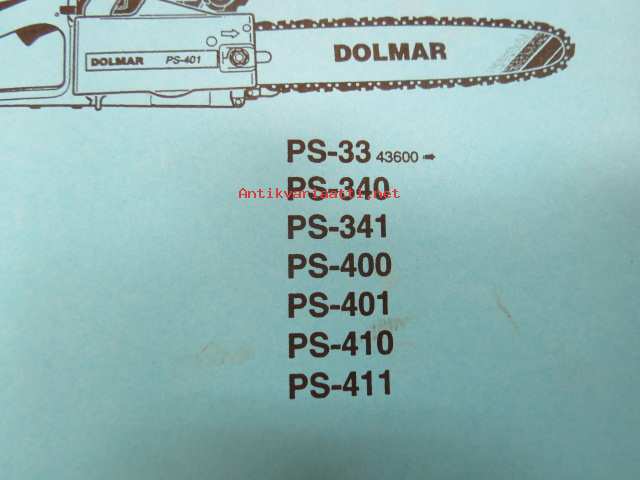 DOLMAR
DOLMAR PS-401
PS-33 43600 ➡
PS-340
Antikvariaatti.net
PS-341
PS-400
PS-401
PS-410
PS-411